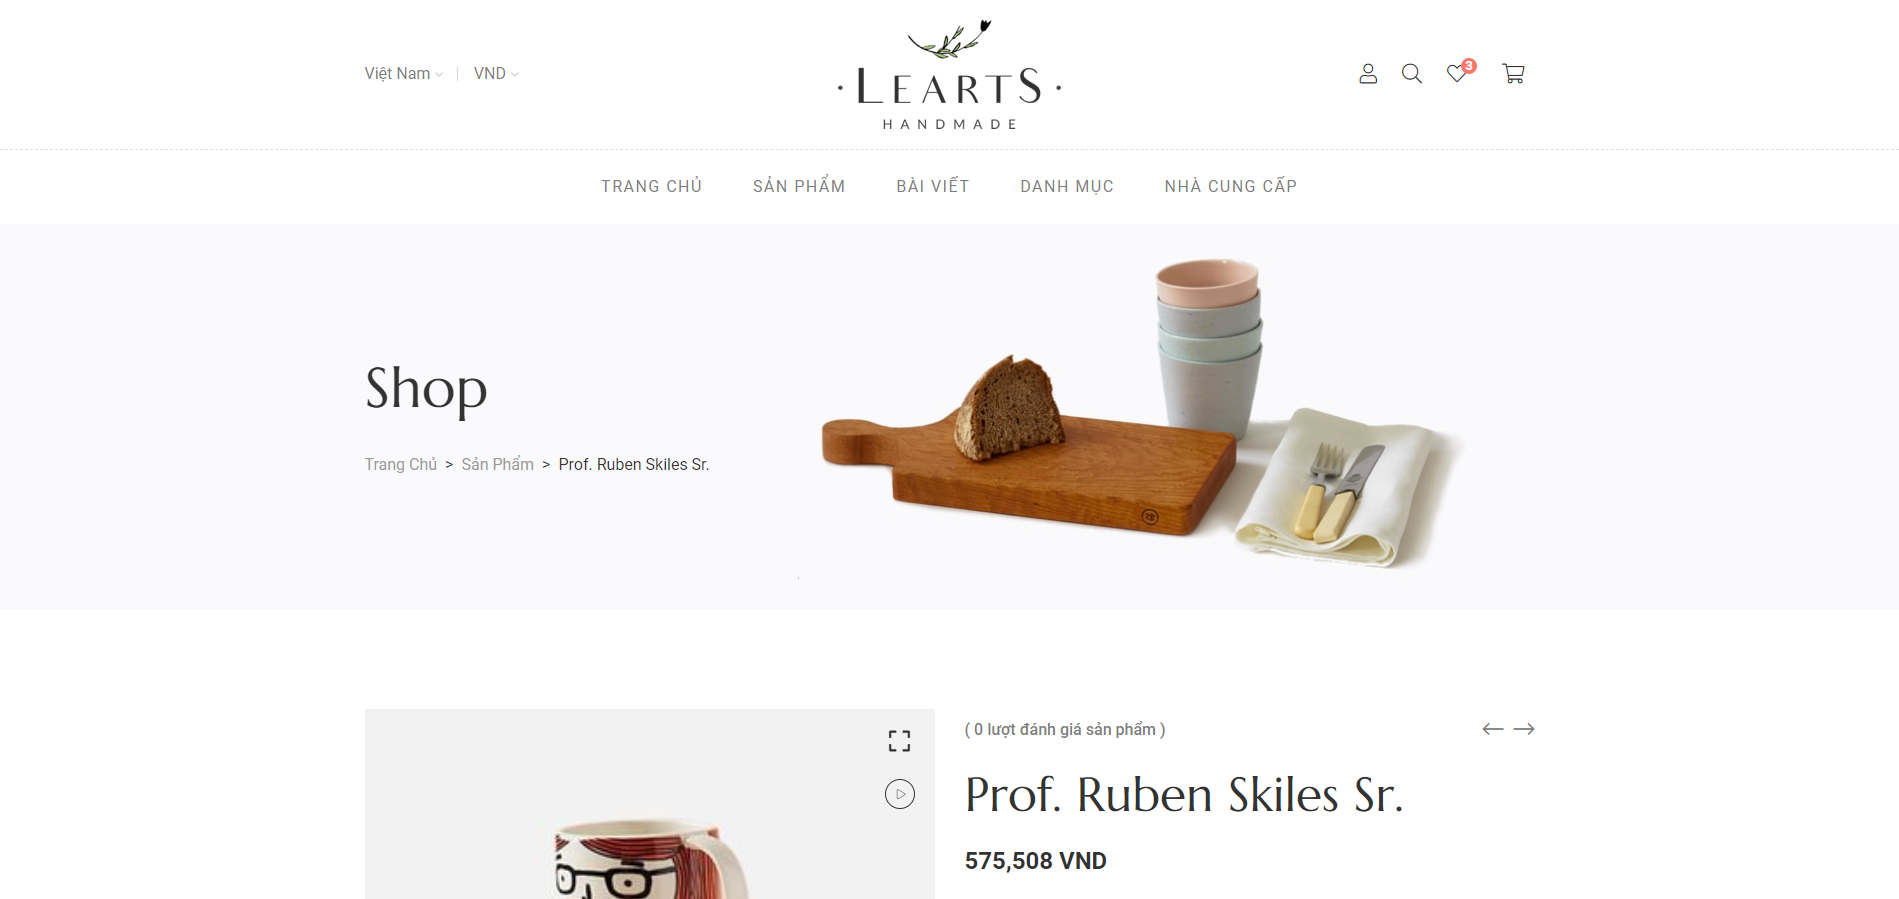 Việt Nam
VND
LEARTS
HANDMADE
3
TRANG CHỦ
SẢN PHẨM
BÀI VIẾT
DANH MỤC
NHÀ CUNG CẤP
Shop
Trang Chủ > Sản Phẩm > Prof. Ruben Skiles Sr.
( 0 lượt đánh giá sản phẩm )
Prof. Ruben Skiles Sr.
575,508 VND